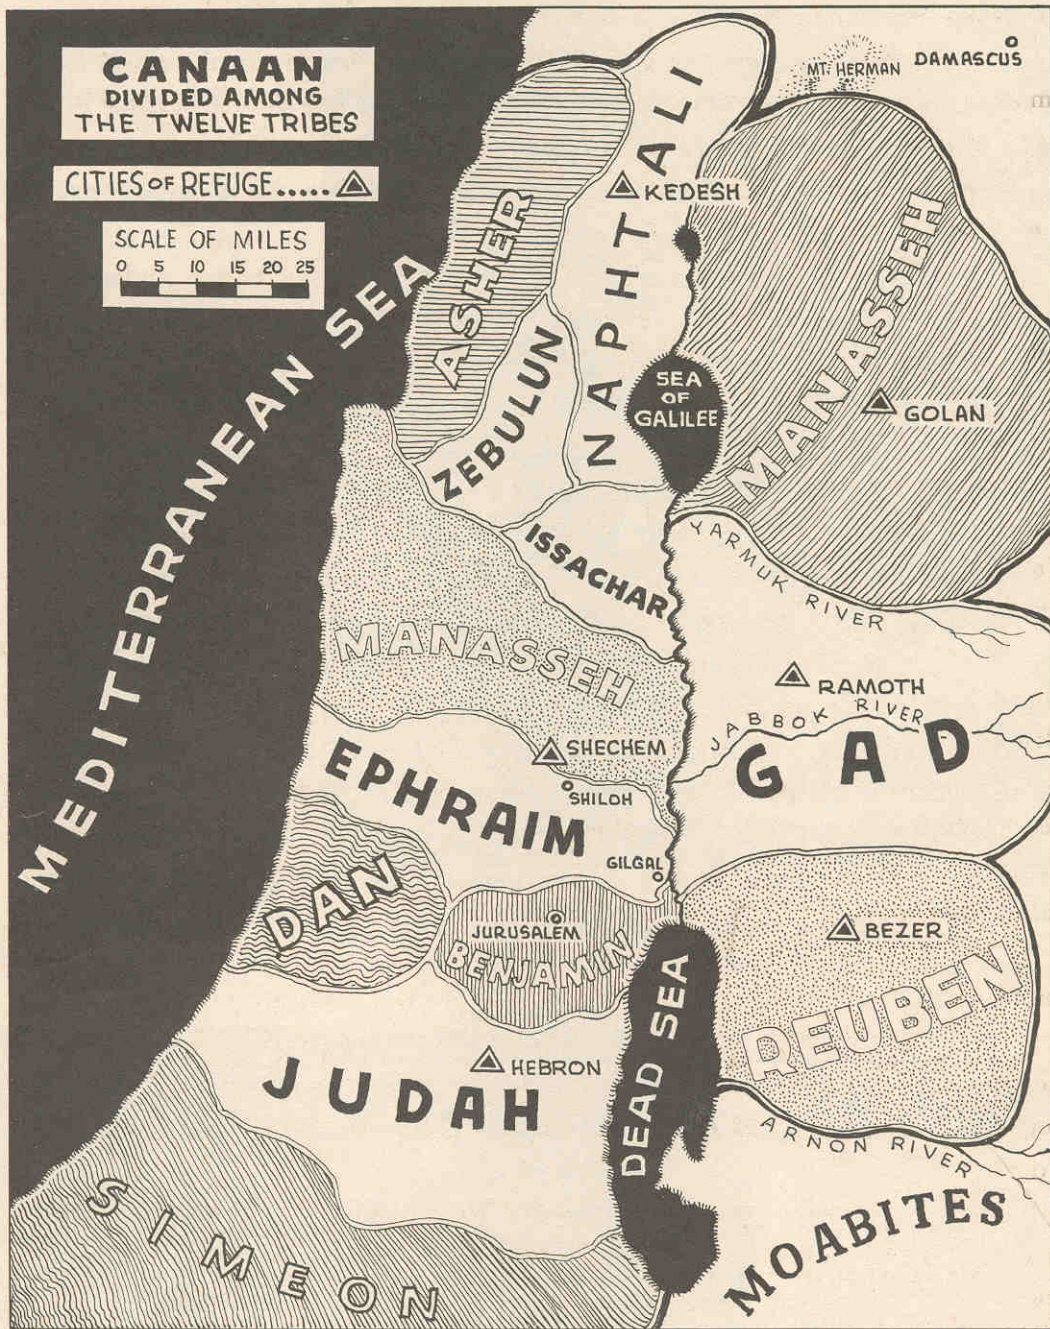 CANAAN
DIVIDED AMONG
THE TWELVE TRIBES
CITIES OF REFUGE.....
SCALE OF MILES
0 5 10 15 20 25
MEDITERRANEAN SEA
MT. HERMAN
DAMASCUS
ASHER
NAPHTALI
KEDESH
MANASSEH
ZEBULUN
SEA
OF
GALILEE
GOLAN
ISSACHAR
YARMUK RIVER
MANASSEH
RAMOTH
JABBOK RIVER
GAD
SHECHEM
EPHRAIM
SHILOH
GILGAL
DAN
JURUSALEM
BENJAMIN
BEZER
REUBEN
DEAD SEA
HEBRON
JUDAH
ARNON RIVER
MOABITES
SIMEON